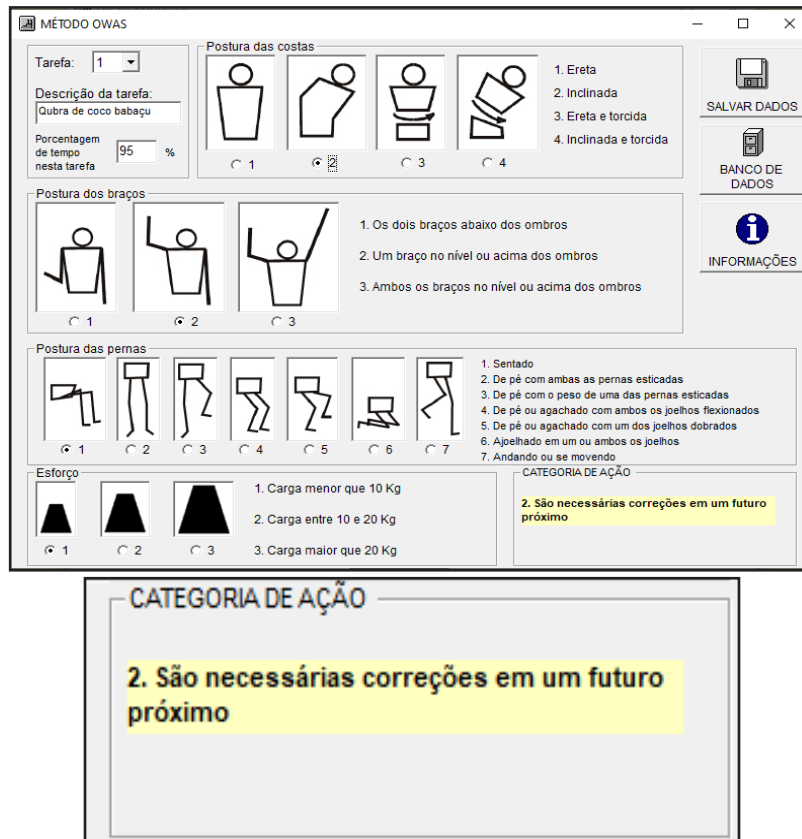 MÉTODO OWAS
Tarefa: 1
Descrição da tarefa:
Qubra de coco babaçu
Porcentagem
de tempo
nesta tarefa
95 %
Postura das costas
1 2 3 4
1. Ereta
2. Inclinada
3. Ereta e torcida
4. Inclinada e torcida
SALVAR DADOS
BANCO DE
DADOS
INFORMAÇÕES
Postura dos braços
1 2 3
1. Os dois braços abaixo dos ombros
2. Um braço no nível ou acima dos ombros
3. Ambos os braços no nível ou acima dos ombros
Postura das pernas
1 2 3 4 5 6 7
1. Sentado
2. De pé com ambas as pernas esticadas
3. De pé com o peso de uma das pernas esticadas
4. De pé ou agachado com ambos os joelhos flexionados
5. De pé ou agachado com um dos joelhos dobrados
6. Ajoelhado em um ou ambos os joelhos
7. Andando ou se movendo
Esforço
1 2 3
1. Carga menor que 10 Kg
2. Carga entre 10 e 20 Kg
3. Carga maior que 20 Kg
CATEGORIA DE AÇÃO
2. São necessárias correções em um futuro
próximo
CATEGORIA DE AÇÃO
2. São necessárias correções em um futuro
próximo